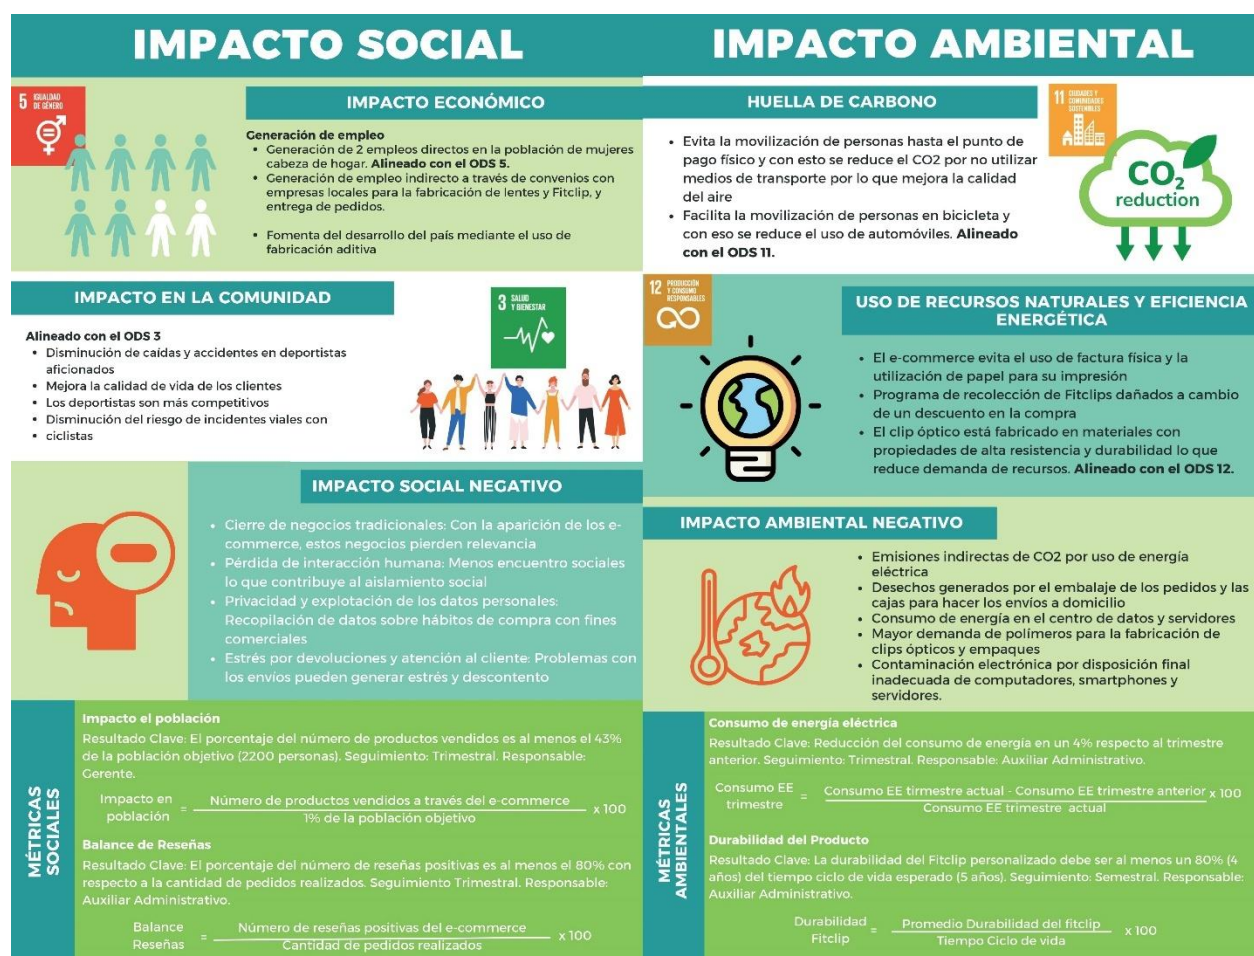 IMPACTO SOCIAL
5 IGUALDAD
DE GÉNERO
IMPACTO ECONÓMICO
Generación de empleo
• Generación de 2 empleos directos en la población de mujeres
cabeza de hogar. Alineado con el ODS 5.
• Generación de empleo indirecto a través de convenios con
empresas locales para la fabricación de lentes y Fitclip, y
entrega de pedidos.
• Fomenta del desarrollo del país mediante el uso de
fabricación aditiva
IMPACTO EN LA COMUNIDAD
3 SALUD
Y BIENESTAR
Alineado con el ODS 3
• Disminución de caídas y accidentes en deportistas
aficionados
• Mejora la calidad de vida de los clientes
• Los deportistas son más competitivos
• Disminución del riesgo de incidentes viales con
• ciclistas
IMPACTO SOCIAL NEGATIVO
• Cierre de negocios tradicionales: Con la aparición de los e-
commerce, estos negocios pierden relevancia
• Pérdida de interacción humana: Menos encuentro sociales
lo que contribuye al aislamiento social
• Privacidad y explotación de los datos personales:
Recopilación de datos sobre hábitos de compra con fines
comerciales
• Estrés por devoluciones y atención al cliente: Problemas con
los envíos pueden generar estrés y descontento
MÉTRICAS
SOCIALES
Impacto el población
Resultado Clave: El porcentaje del número de productos vendidos es al menos el 43%
de la población objetivo (2200 personas). Seguimiento: Trimestral. Responsable:
Gerente.
Impacto en
población
=
Número de productos vendidos a través del e-commerce
1% de la población objetivo
x 100
Balance de Reseñas
Resultado Clave: El porcentaje del número de reseñas positivas es al menos el 80% con
respecto a la cantidad de pedidos realizados. Seguimiento Trimestral. Responsable:
Auxiliar Administrativo.
Balance
Reseñas
=
Número de reseñas positivas del e-commerce
Cantidad de pedidos realizados
x 100
IMPACTO AMBIENTAL
HUELLA DE CARBONO
11 CIUDADES Y
COMUNIDADES
SOSTENIBLES
• Evita la movilización de personas hasta el punto de
pago físico y con esto se reduce el CO2 por no utilizar
medios de transporte por lo que mejora la calidad
del aire
• Facilita la movilización de personas en bicicleta y
con eso se reduce el uso de automóviles. Alineado
con el ODS 11.
CO2
reduction
12 PRODUCCIÓN
Y CONSUMO
RESPONSABLES
USO DE RECURSOS NATURALES Y EFICIENCIA
ENERGÉTICA
• El e-commerce evita el uso de factura física y la
utilización de papel para su impresión
• Programa de recolección de Fitclips dañados a cambio
de un descuento en la compra
• El clip óptico está fabricado en materiales con
propiedades de alta resistencia y durabilidad lo que
reduce demanda de recursos. Alineado con el ODS 12.
IMPACTO AMBIENTAL NEGATIVO
• Emisiones indirectas de CO2 por uso de energía
eléctrica
• Desechos generados por el embalaje de los pedidos y las
cajas para hacer los envíos a domicilio
• Consumo de energía en el centro de datos y servidores
• Mayor demanda de polímeros para la fabricación de
clips ópticos y empaques
• Contaminación electrónica por disposición final
inadecuada de computadores, smartphones y
servidores.
MÉTRICAS
AMBIENTALES
Consumo de energía eléctrica
Resultado Clave: Reducción del consumo de energía en un 4% respecto al trimestre
anterior. Seguimiento: Trimestral. Responsable: Auxiliar Administrativo.
Consumo EE
trimestre
=
Consumo EE tirmestre actual - Consumo EE trimestre anterior
Consumo EE trimestre actual
x 100
Durabilidad del Producto
Resultado Clave: La durabilidad del Fitclip personalizado debe ser al menos un 80% (4
años) del tiempo ciclo de vida esperado (5 años). Seguimiento: Semestral. Responsable:
Auxiliar Administrativo.
Durabilidad
Fitclip
=
Promedio Durabilidad del fitclip
Tiempo Ciclo de vida
x 100